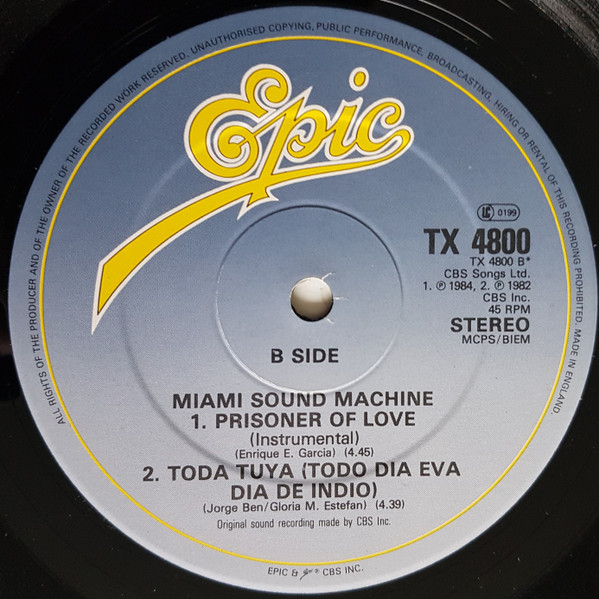 ALL RIGHTS OF THE PRODUCER AND OF THE OWNER OF THE RECORDED WORK RESERVED. UNAUTHORISED COPYING, PUBLIC PERFORMANCE, BROADCASTING, HIRING OR RENTAL OF THIS RECORDING PROHIBITED. MADE IN ENGLAND.
Epic
LC 0199
TX 4800
TX 4800 B*
CBS Songs Ltd.
1. ℗ 1984, 2. ℗ 1982
CBS Inc.
45 RPM
STEREO
MCPS/BIEM
B SIDE
MIAMI SOUND MACHINE
1. PRISONER OF LOVE
(Instrumental)
(Enrique E. Garcia) (4.45)
2. TODA TUYA (TODO DIA EVA
DIA DE INDIO)
(Jorge Ben/Gloria M. Estefan) (4.39)
Original sound recording made by CBS Inc.
EPIC & Epic * CBS INC.